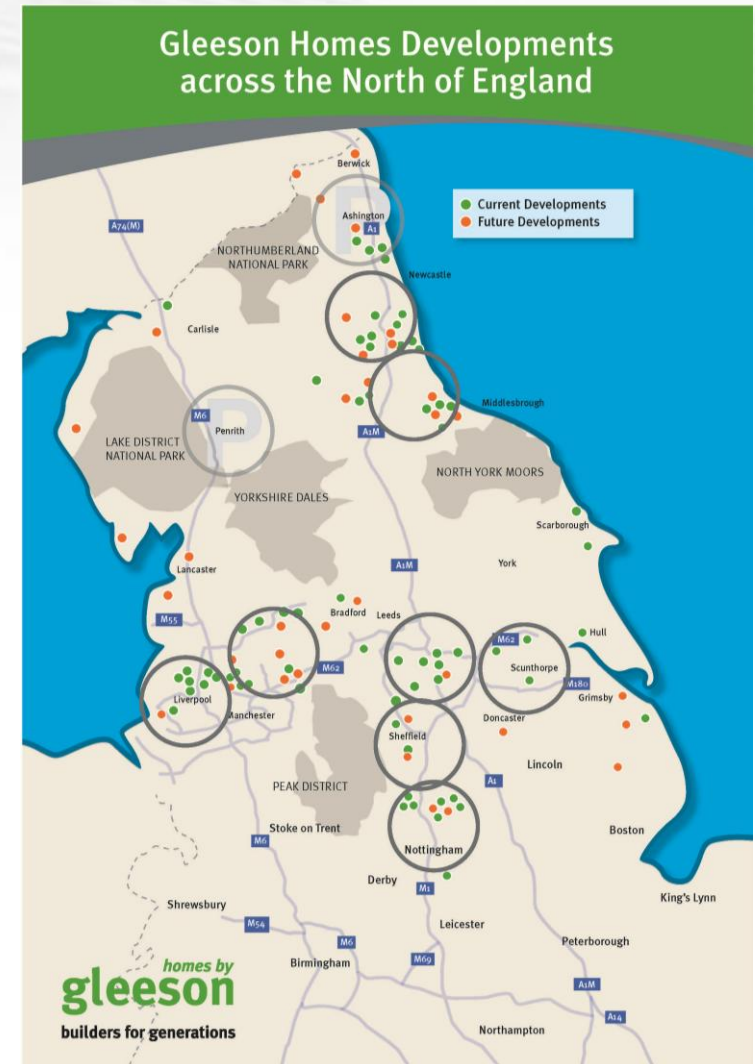 Gleeson Homes Developments
across the North of England
Berwick
Current Developments
Future Developments
P
Ashington
A74(M)
A1
NORTHUMBERLAND
NATIONAL PARK
Newcastle
Carlisle
Middlesbrough
M6
P
Penrith
A1M
LAKE DISTRICT
NATIONAL PARK
NORTH YORK MOORS
YORKSHIRE DALES
Scarborough
A1M
York
Lancaster
Bradford
Leeds
M55
M62
Hull
M62
Scunthorpe
M180
Liverpool
Grimsby
Manchester
Doncaster
Sheffield
Lincoln
PEAK DISTRICT
A1
Stoke on Trent
Boston
M6
Nottingham
Derby
M1
King's Lynn
Shrewsbury
M54
Leicester
M6
Peterborough
Birmingham
M69
homes by
gleeson
A1M
A14
builders for generations
Northampton